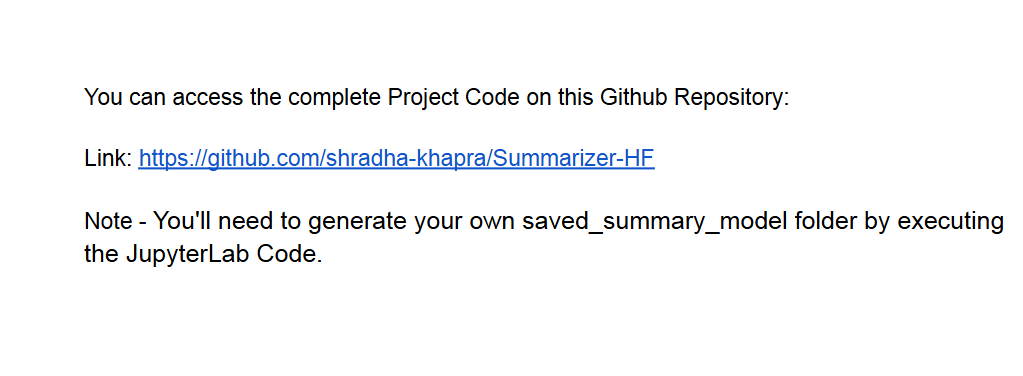 You can access the complete Project Code on this Github Repository:
Link: https://github.com/shradha-khapra/Summarizer-HF
Note - You'll need to generate your own saved_summary_model folder by executing
the JupyterLab Code.